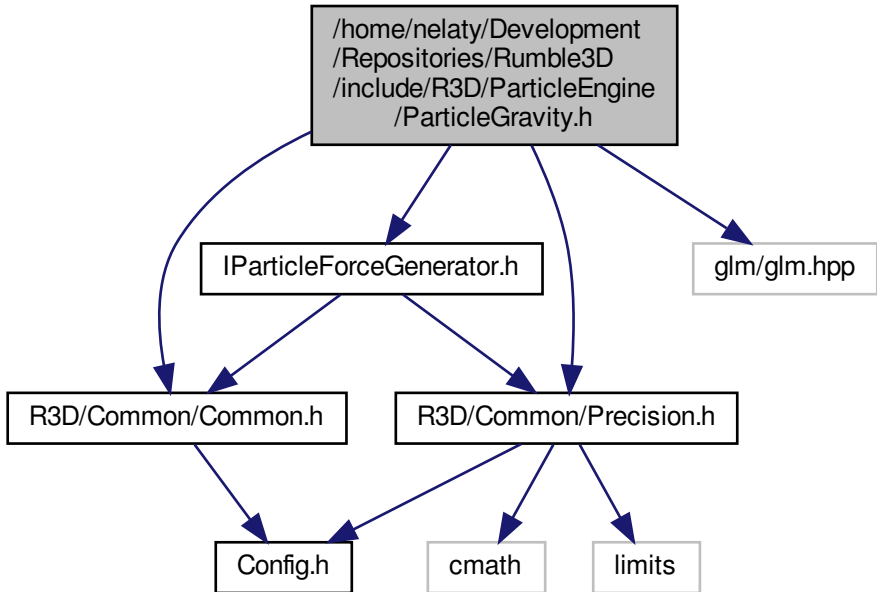 /home/nelaty/Development
/Repositories/Rumble3D
/include/R3D/ParticleEngine
/ParticleGravity.h
IParticleForceGenerator.h
glm/glm.hpp
R3D/Common/Common.h
R3D/Common/Precision.h
Config.h
cmath
limits